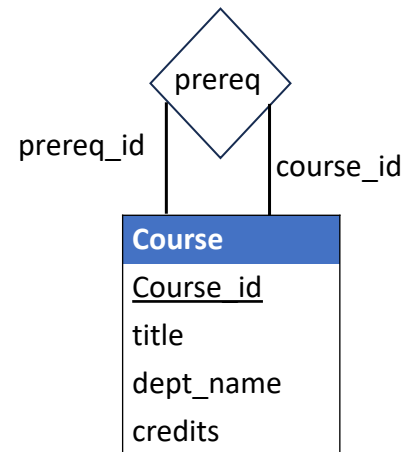 prereq
prereq_id
course_id
Course
Course_id
title
dept_name
credits